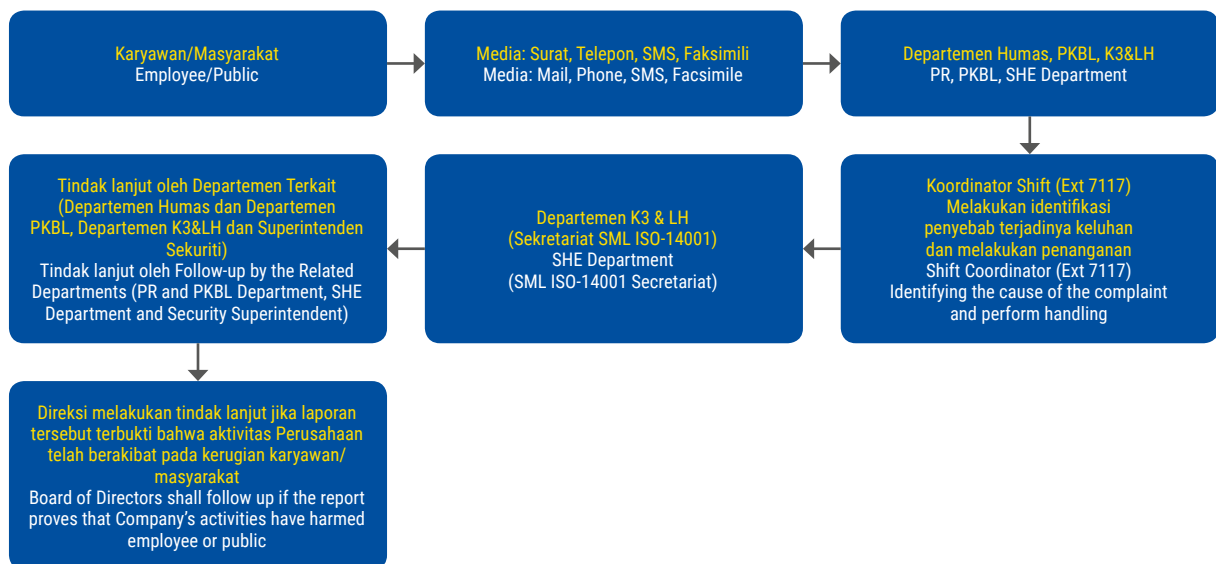 Karyawan/Masyarakat
Employee/Public
Media: Surat, Telepon, SMS, Faksimili
Media: Mail, Phone, SMS, Facsimile
Departemen Humas, PKBL, K3&LH
PR, PKBL, SHE Department
Koordinator Shift (Ext 7117)
Melakukan identifikasi
penyebab terjadinya keluhan
dan melakukan penanganan
Shift Coordinator (Ext 7117)
Identifying the cause of the complaint
and perform handling
Departemen K3 & LH
(Sekretariat SML ISO-14001)
SHE Department
(SML ISO-14001 Secretariat)
Tindak lanjut oleh Departemen Terkait
(Departemen Humas dan Departemen
PKBL, Departemen K3&LH dan Superintenden
Sekuriti)
Tindak lanjut oleh Follow-up by the Related
Departments (PR and PKBL Department, SHE
Department and Security Superintendent)
Direksi melakukan tindak lanjut jika laporan
tersebut terbukti bahwa aktivitas Perusahaan
telah berakibat pada kerugian karyawan/
masyarakat
Board of Directors shall follow up if the report
proves that Company’s activities have harmed
employee or public